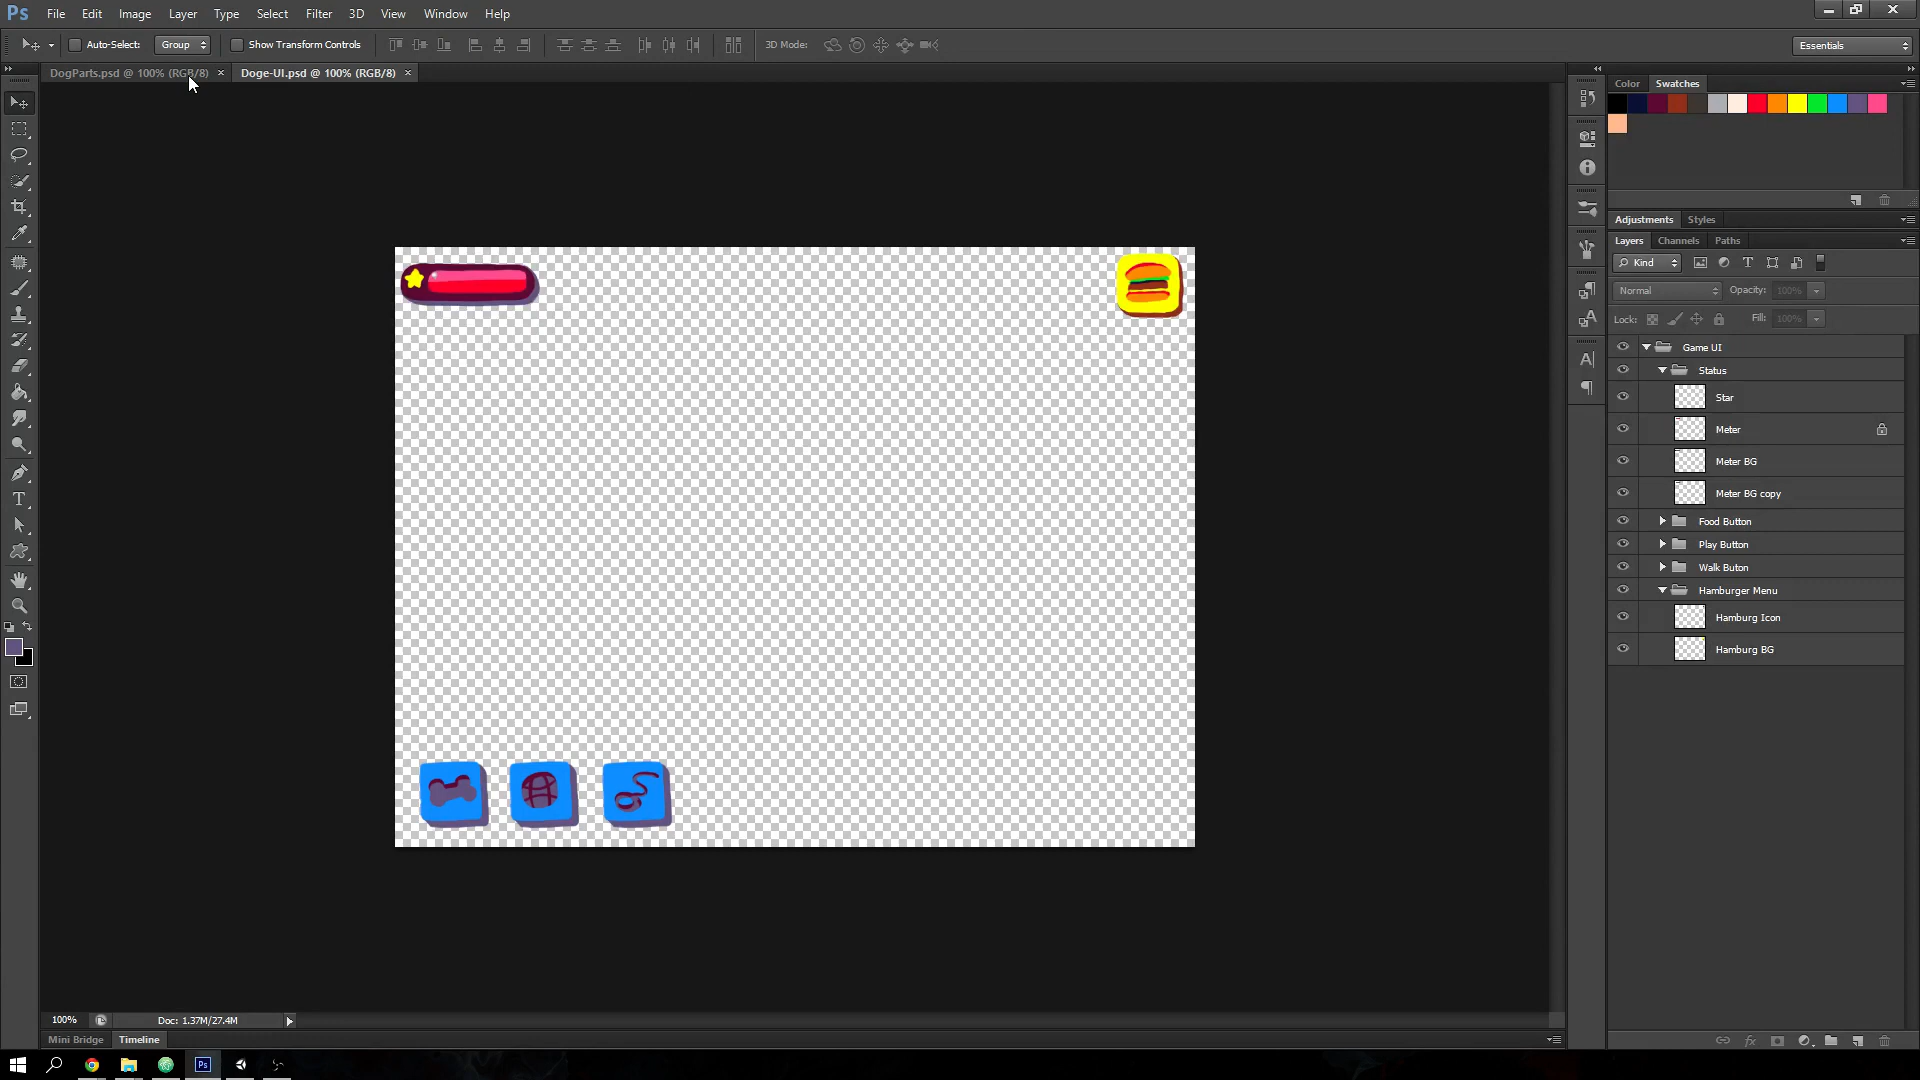 Ps File Edit Image Layer Type Select Filter 3D View Window Help
Auto-Select: Group Show Transform Controls 3D Mode: Essentials
DogParts.psd @ 100% (RGB/8) × Doge-UI.psd @ 100% (RGB/8) ×
Color Swatches
Adjustments Styles
Layers Channels Paths
Kind
Normal Opacity: 100%
Lock: Fill: 100%
Game UI
Status
Star
Meter
Meter BG
Meter BG copy
Food Button
Play Button
Walk Buton
Hamburger Menu
Hamburg Icon
Hamburg BG
100% Doc: 1.37M/27.4M
Mini Bridge Timeline
Ps